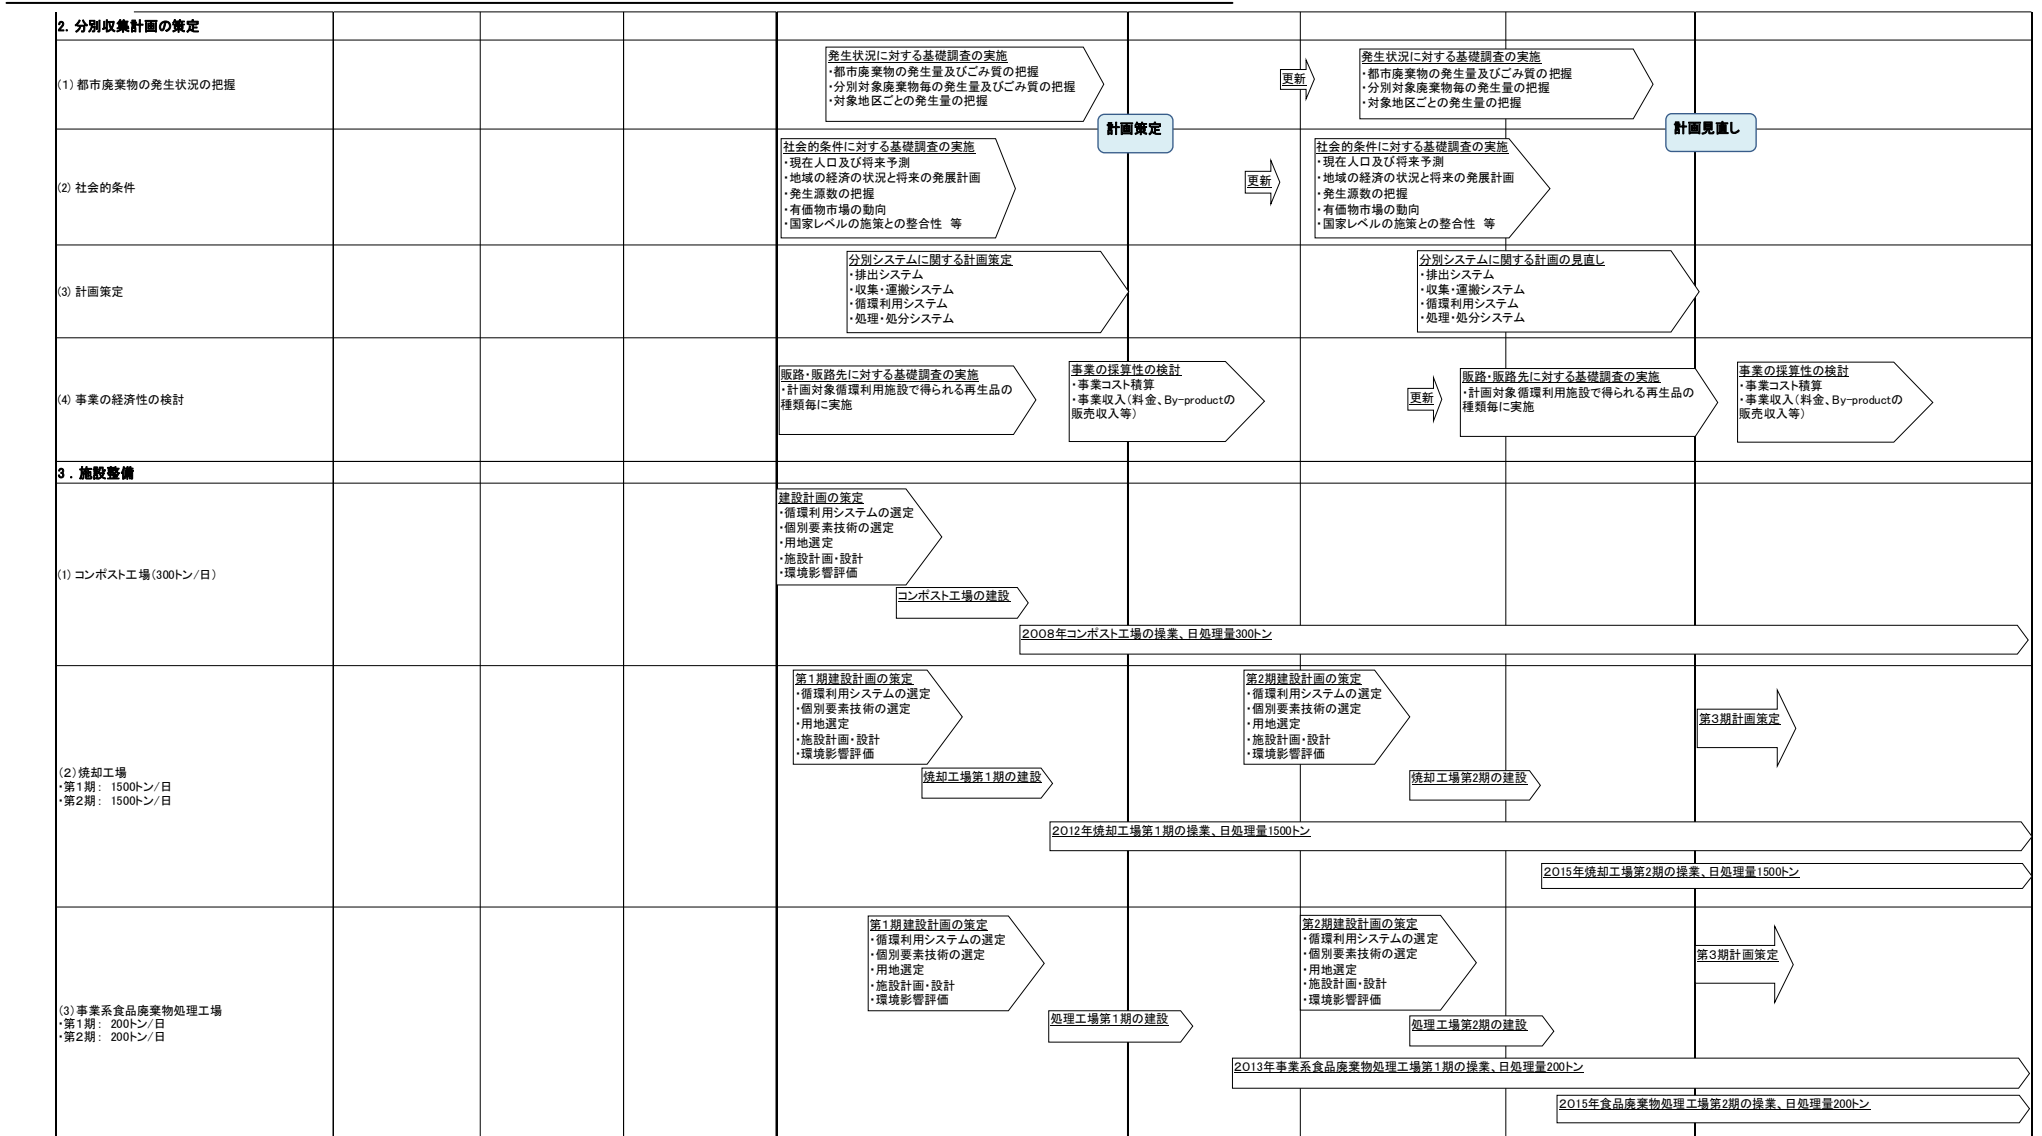 2. 分別収集計画の策定
(1) 都市廃棄物の発生状況の把握
発生状況に対する基礎調査の実施
・都市廃棄物の発生量及びごみ質の把握
・分別対象廃棄物毎の発生量及びごみ質の把握
・対象地区ごとの発生量の把握
更新
発生状況に対する基礎調査の実施
・都市廃棄物の発生量及びごみ質の把握
・分別対象廃棄物毎の発生量の把握
・対象地区ごとの発生量の把握
計画策定
計画見直し
(2) 社会的条件
社会的条件に対する基礎調査の実施
・現在人口及び将来予測
・地域の経済の状況と将来の発展計画
・発生源数の把握
・有価物市場の動向
・国家レベルの施策との整合性 等
更新
社会的条件に対する基礎調査の実施
・現在人口及び将来予測
・地域の経済の状況と将来の発展計画
・発生源数の把握
・有価物市場の動向
・国家レベルの施策との整合性 等
(3) 計画策定
分別システムに関する計画策定
・排出システム
・収集・運搬システム
・循環利用システム
・処理・処分システム
分別システムに関する計画の見直し
・排出システム
・収集・運搬システム
・循環利用システム
・処理・処分システム
(4) 事業の経済性の検討
販路・販路先に対する基礎調査の実施
・計画対象循環利用施設で得られる再生品の
種類毎に実施
事業の採算性の検討
・事業コスト積算
・事業収入(料金、By-productの
販売収入等)
更新
販路・販路先に対する基礎調査の実施
・計画対象循環利用施設で得られる再生品の
種類毎に実施
事業の採算性の検討
・事業コスト積算
・事業収入(料金、By-productの
販売収入等)
3．施設整備
(1) コンポスト工場(300トン/日)
建設計画の策定
・循環利用システムの選定
・個別要素技術の選定
・用地選定
・施設計画・設計
・環境影響評価
コンポスト工場の建設
2008年コンポスト工場の操業、日処理量300トン
(2)焼却工場
・第1期： 1500トン/日
・第2期： 1500トン/日
第1期建設計画の策定
・循環利用システムの選定
・個別要素技術の選定
・用地選定
・施設計画・設計
・環境影響評価
焼却工場第1期の建設
第2期建設計画の策定
・循環利用システムの選定
・個別要素技術の選定
・用地選定
・施設計画・設計
・環境影響評価
焼却工場第2期の建設
第3期計画策定
2012年焼却工場第1期の操業、日処理量1500トン
2015年焼却工場第2期の操業、日処理量1500トン
(3)事業系食品廃棄物処理工場
・第1期： 200トン/日
・第2期： 200トン/日
第1期建設計画の策定
・循環利用システムの選定
・個別要素技術の選定
・用地選定
・施設計画・設計
・環境影響評価
処理工場第1期の建設
第2期建設計画の策定
・循環利用システムの選定
・個別要素技術の選定
・用地選定
・施設計画・設計
・環境影響評価
処理工場第2期の建設
第3期計画策定
2013年事業系食品廃棄物処理工場第1期の操業、日処理量200トン
2015年食品廃棄物処理工場第2期の操業、日処理量200トン